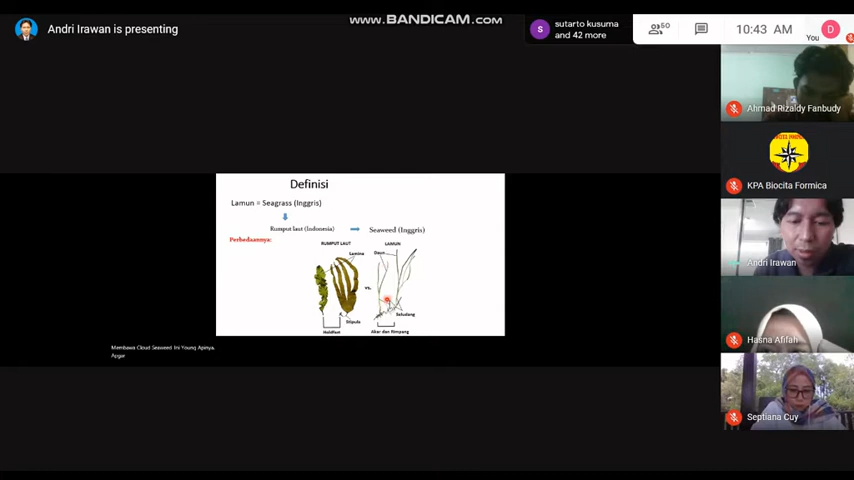 www.BANDICAM.com
Andri Irawan is presenting
sutarto kusuma
and 42 more
50
10:43 AM
You
D
S
Definisi
Lamun = Seagrass (Inggris)
Rumput laut (Indonesia)
Seaweed (Inggris)
Perbedaannya:
RUMPUT LAUT
LAMUN
Lamina
Daun
vs.
Stipula
Holdfast
Seludang
Akar dan Rimpang
Membawa Cloud Seaweed Ini Young Apinya.
Apgar
Ahmad Rizaldy Fanbudy
KPA Biocita Formica
Andri Irawan
Hasna Afifah
Septiana Cuy